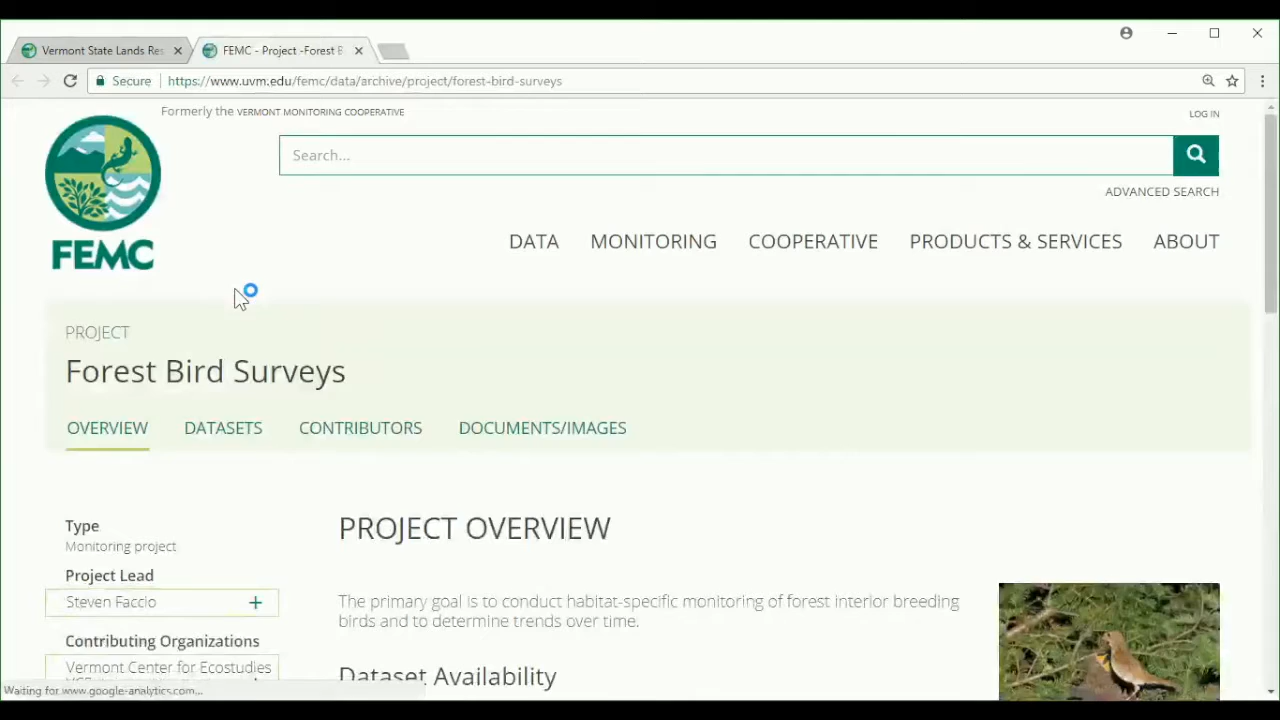 Vermont State Lands Res
FEMC - Project -Forest B
Secure
https://www.uvm.edu/femc/data/archive/project/forest-bird-surveys
Formerly the VERMONT MONITORING COOPERATIVE
LOG IN
Search...
ADVANCED SEARCH
FEMC
DATA
MONITORING
COOPERATIVE
PRODUCTS & SERVICES
ABOUT
PROJECT
Forest Bird Surveys
OVERVIEW
DATASETS
CONTRIBUTORS
DOCUMENTS/IMAGES
Type
Monitoring project
Project Lead
Steven Faccio
+
Contributing Organizations
Vermont Center for Ecostudies
PROJECT OVERVIEW
The primary goal is to conduct habitat-specific monitoring of forest interior breeding
birds and to determine trends over time.
Dataset Availability
Waiting for www.google-analytics.com...